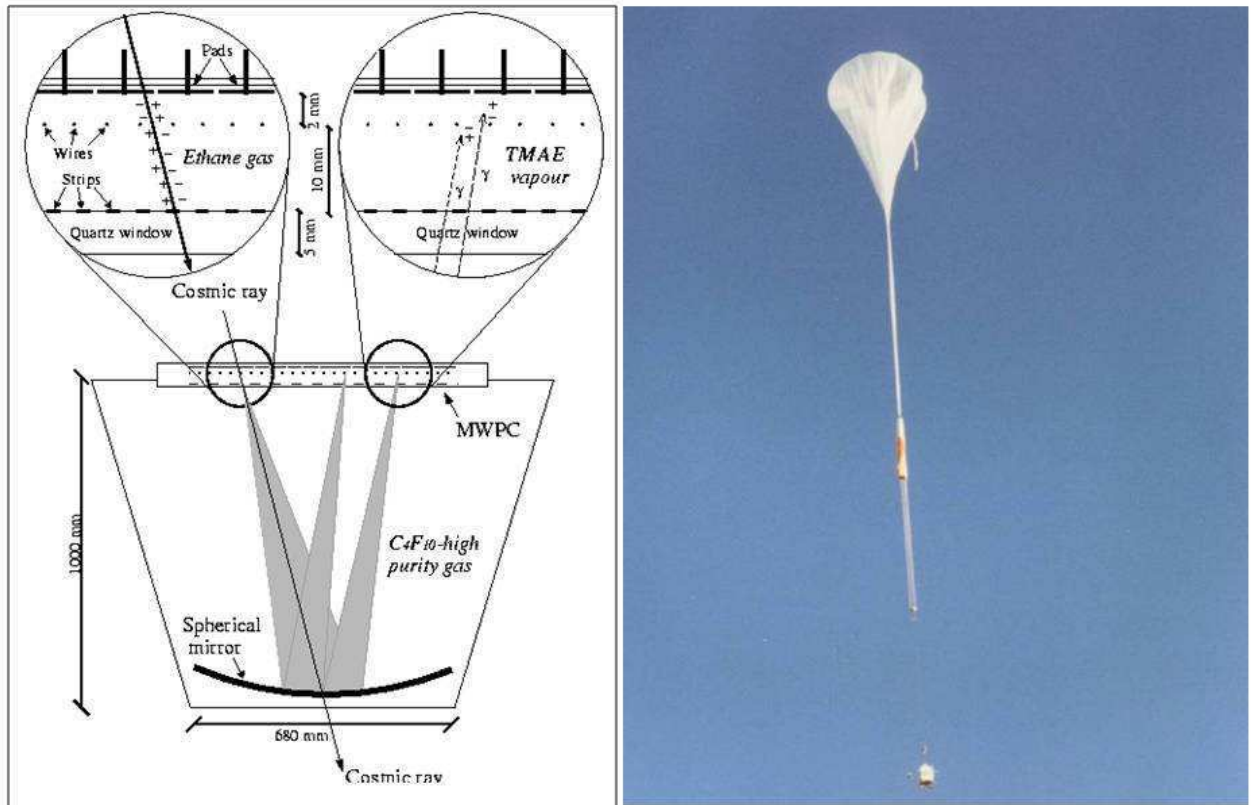 Pads
Wires
Strips
Ethane gas
Quartz window
2 mm
10 mm
5 mm
TMAE
vapour
γ
γ
Quartz window
Cosmic ray
MWPC
1000 mm
C4F10-high
purity gas
Spherical
mirror
680 mm
Cosmic ray